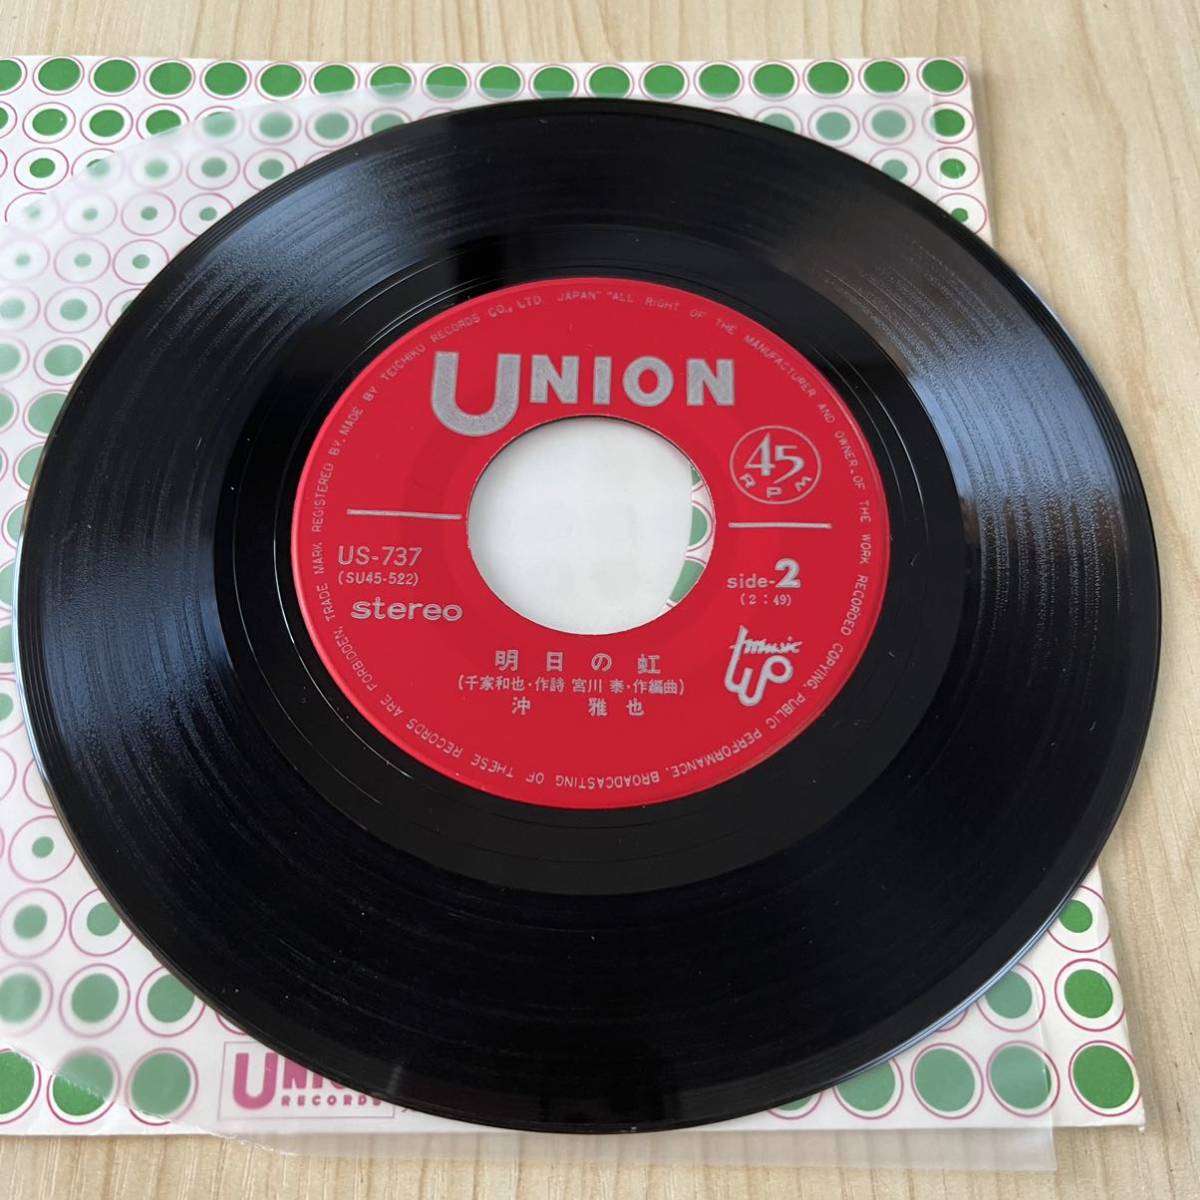 TRADE MARK REGISTERED BY, MADE BY TEICHIKU RECORDS CO., LTD. JAPAN" "ALL RIGHT OF THE MANUFACTURER AND OWNER, OF THE WORK RECORDED COPYING, PUBLIC PERFORMANCE, BROADCASTING OF THESE RECORDS ARE FORBIDDEN.
UNION
45
RPM
US-737
(SU45-522)
stereo
side-2
(2:49)
music up
明日の虹
(千家和也・作詩 宮川 泰・作編曲)
沖 雅也
UNIO
RECORDS